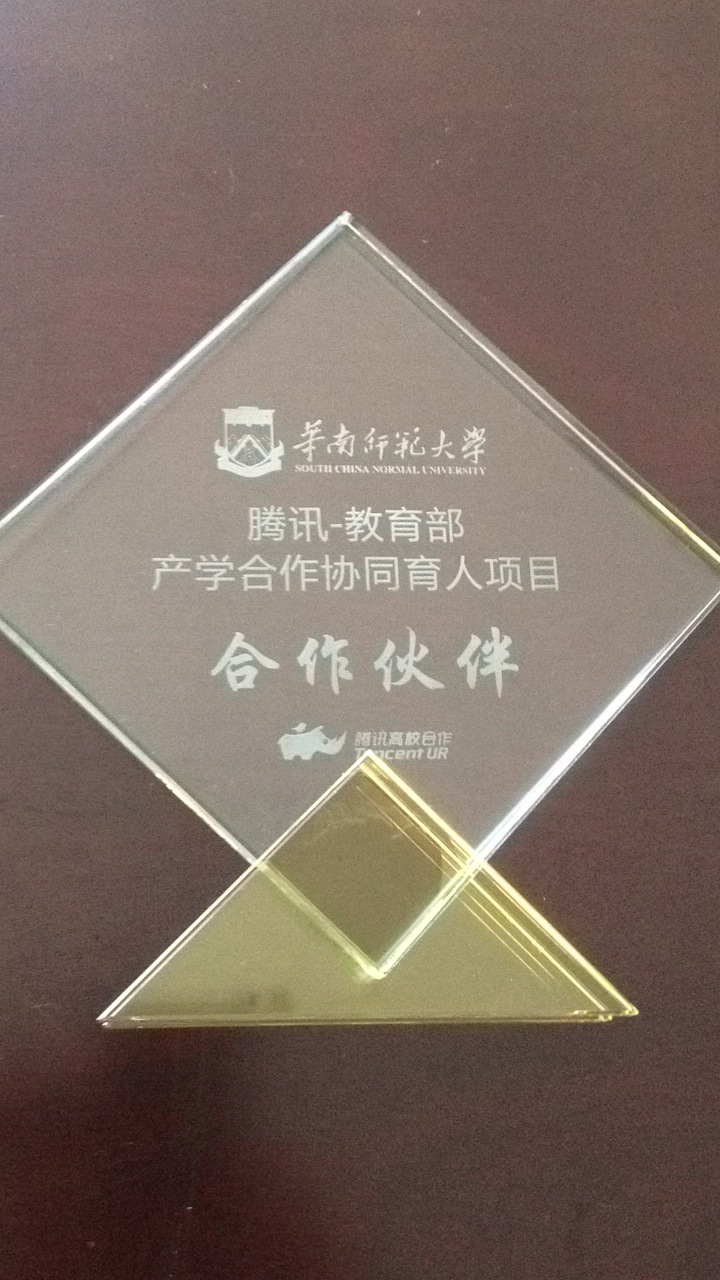 華南师範大學
SOUTH CHINA NORMAL UNIVERSITY
腾讯-教育部
产学合作协同育人项目
合作伙伴
腾讯高校合作
Tencent UR